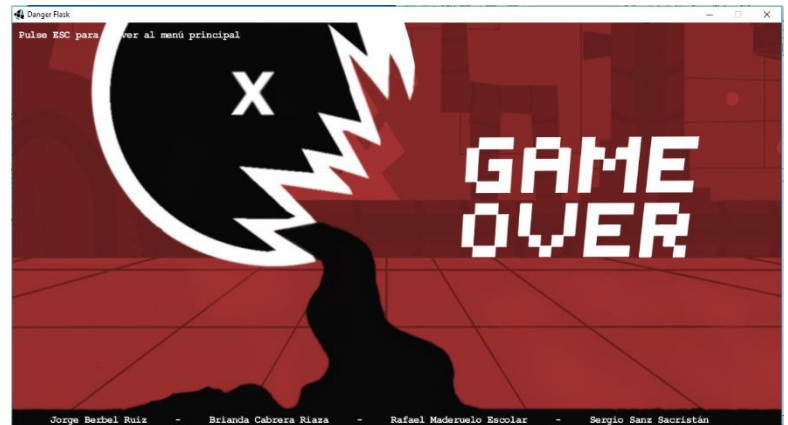 Danger Flask
Pulse ESC para ver al menú principal
X
GAME
OVER
Jorge Berbel Ruiz - Brianda Cabrera Riaza - Rafael Maderuelo Escolar - Sergio Sanz Sacristán